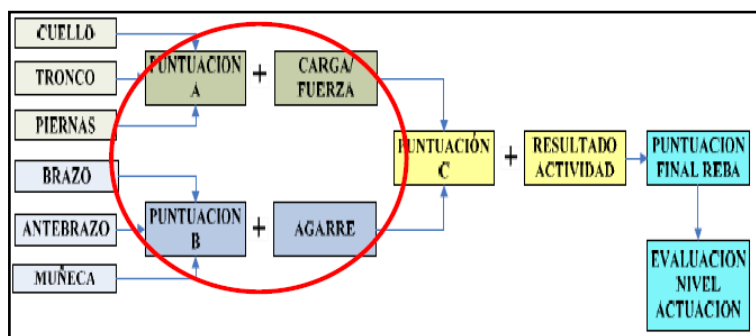 CUELLO
TRONCO
PIERNAS
PUNTUACION
A
+
CARGA/
FUERZA
BRAZO
ANTEBRAZO
MUÑECA
PUNTUACION
B
+
AGARRE
PUNTUACIÓN
C
+
RESULTADO
ACTIVIDAD
PUNTUACION
FINAL REBA
EVALUACION
NIVEL
ACTUACION